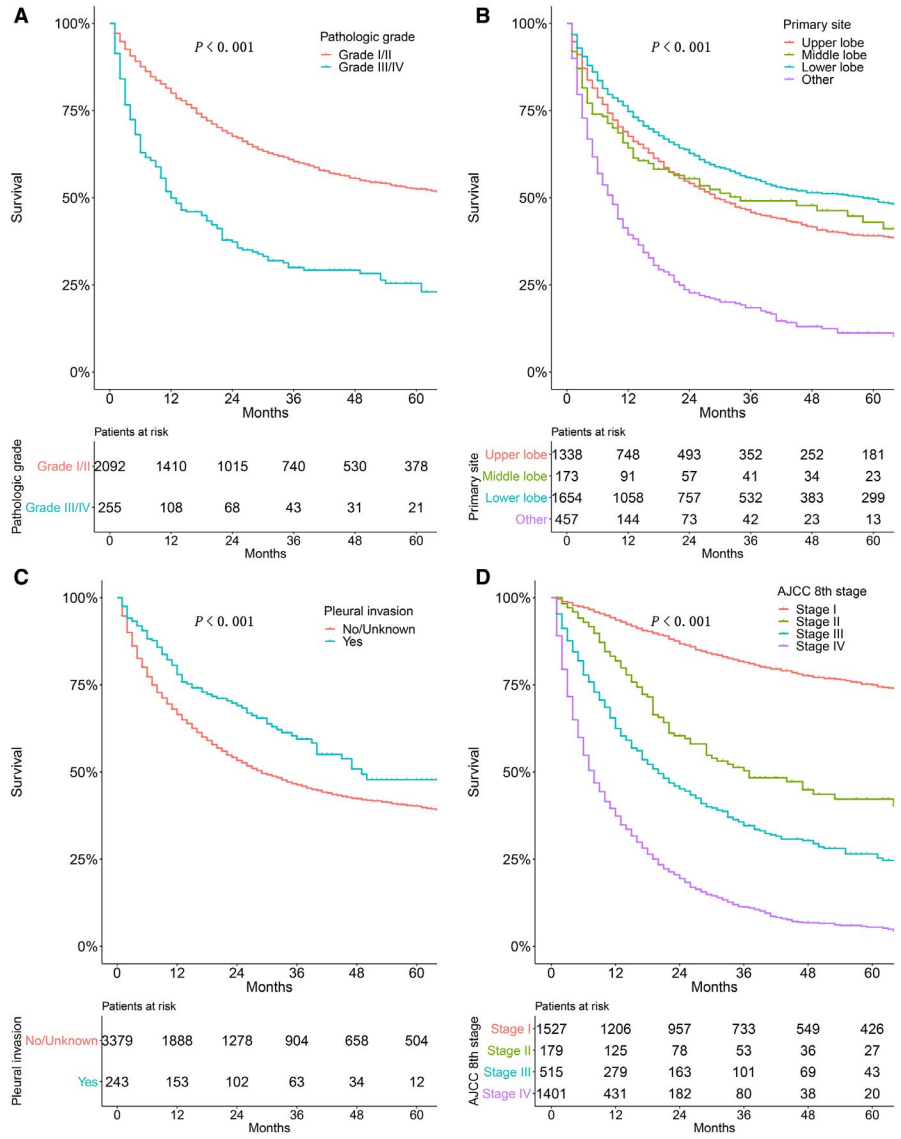 A
Pathologic grade
Grade I/II
Grade III/IV
P < 0.001
100%
75%
50%
25%
0%
Survival
0 12 24 36 48 60
Months
Patients at risk
Pathologic grade
Grade I/II 2092 1410 1015 740 530 378
Grade III/IV 255 108 68 43 31 21
0 12 24 36 48 60
Months
B
Primary site
Upper lobe
Middle lobe
Lower lobe
Other
P < 0.001
100%
75%
50%
25%
0%
Survival
0 12 24 36 48 60
Months
Patients at risk
Primary site
Upper lobe 1338 748 493 352 252 181
Middle lobe 173 91 57 41 34 23
Lower lobe 1654 1058 757 532 383 299
Other 457 144 73 42 23 13
0 12 24 36 48 60
Months
C
Pleural invasion
No/Unknown
Yes
P < 0.001
100%
75%
50%
25%
0%
Survival
0 12 24 36 48 60
Months
Patients at risk
Pleural invasion
No/Unknown 3379 1888 1278 904 658 504
Yes 243 153 102 63 34 12
0 12 24 36 48 60
Months
D
AJCC 8th stage
Stage I
Stage II
Stage III
Stage IV
P < 0.001
100%
75%
50%
25%
0%
Survival
0 12 24 36 48 60
Months
Patients at risk
AJCC 8th stage
Stage I 1527 1206 957 733 549 426
Stage II 179 125 78 53 36 27
Stage III 515 279 163 101 69 43
Stage IV 1401 431 182 80 38 20
0 12 24 36 48 60
Months